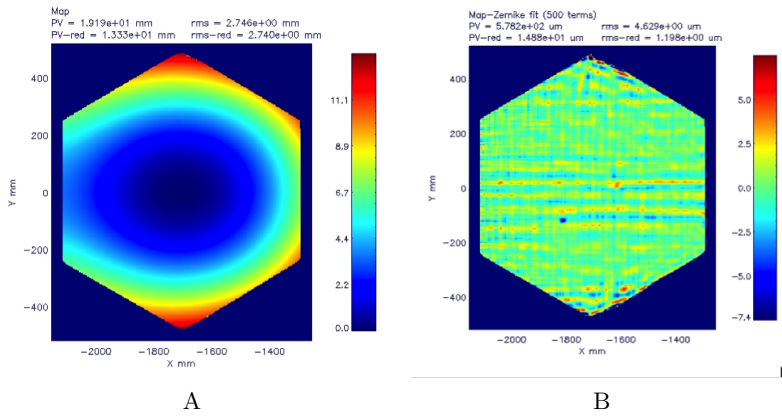 Map
PV = 1.919e+01 mm rms = 2.746e+00 mm
PV-red = 1.333e+01 mm rms-red = 2.740e+00 mm
400
200
0
-200
-400
Y mm
-2000 -1800 -1600 -1400
X mm
11.1
8.9
6.7
4.4
2.2
0.0
A
Map-Zernike fit (500 terms)
PV = 5.782e+02 um rms = 4.629e+00 um
PV-red = 1.488e+01 um rms-red = 1.198e+00 um
400
200
0
-200
-400
Y mm
-2000 -1800 -1600 -1400
X mm
5.0
2.5
0.0
-2.5
-5.0
-7.4
B